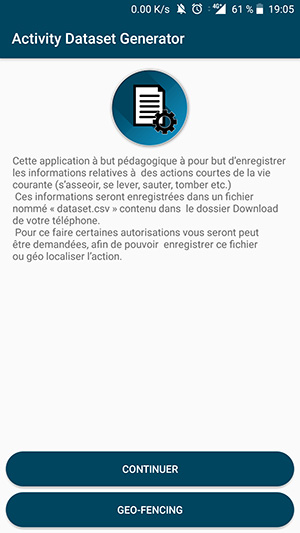 0.00 K/s 4G+ 61 % 19:05
Activity Dataset Generator
Cette application à but pédagogique à pour but d’enregistrer
les informations relatives à  des actions courtes de la vie
courante (s’asseoir, se lever, sauter, tomber etc.)
Ces informations seront enregistrées dans un fichier
nommé « dataset.csv » contenu dans  le dossier Download
de votre téléphone.
Pour ce faire certaines autorisations vous seront peut
être demandées, afin de pouvoir  enregistrer ce fichier
ou géo localiser l’action.
CONTINUER
GEO-FENCING